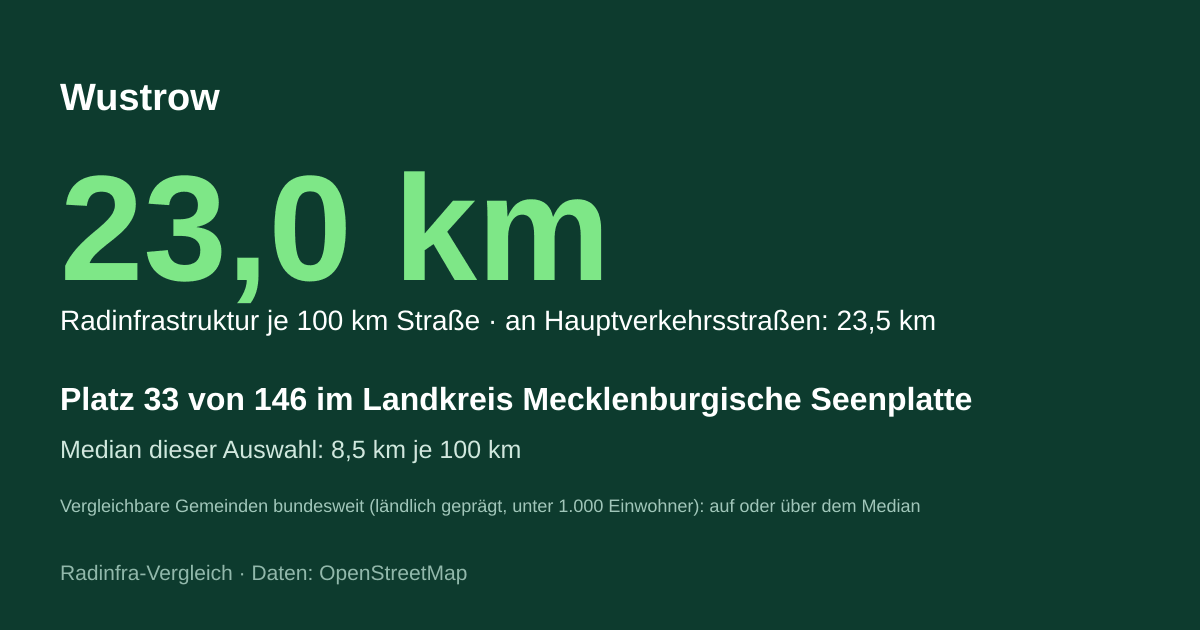 Wustrow
23,0 km
Radinfrastruktur je 100 km Straße · an Hauptverkehrsstraßen: 23,5 km
Platz 33 von 146 im Landkreis Mecklenburgische Seenplatte
Median dieser Auswahl: 8,5 km je 100 km
Vergleichbare Gemeinden bundesweit (ländlich geprägt, unter 1.000 Einwohner): auf oder über dem Median
Radinfra-Vergleich · Daten: OpenStreetMap